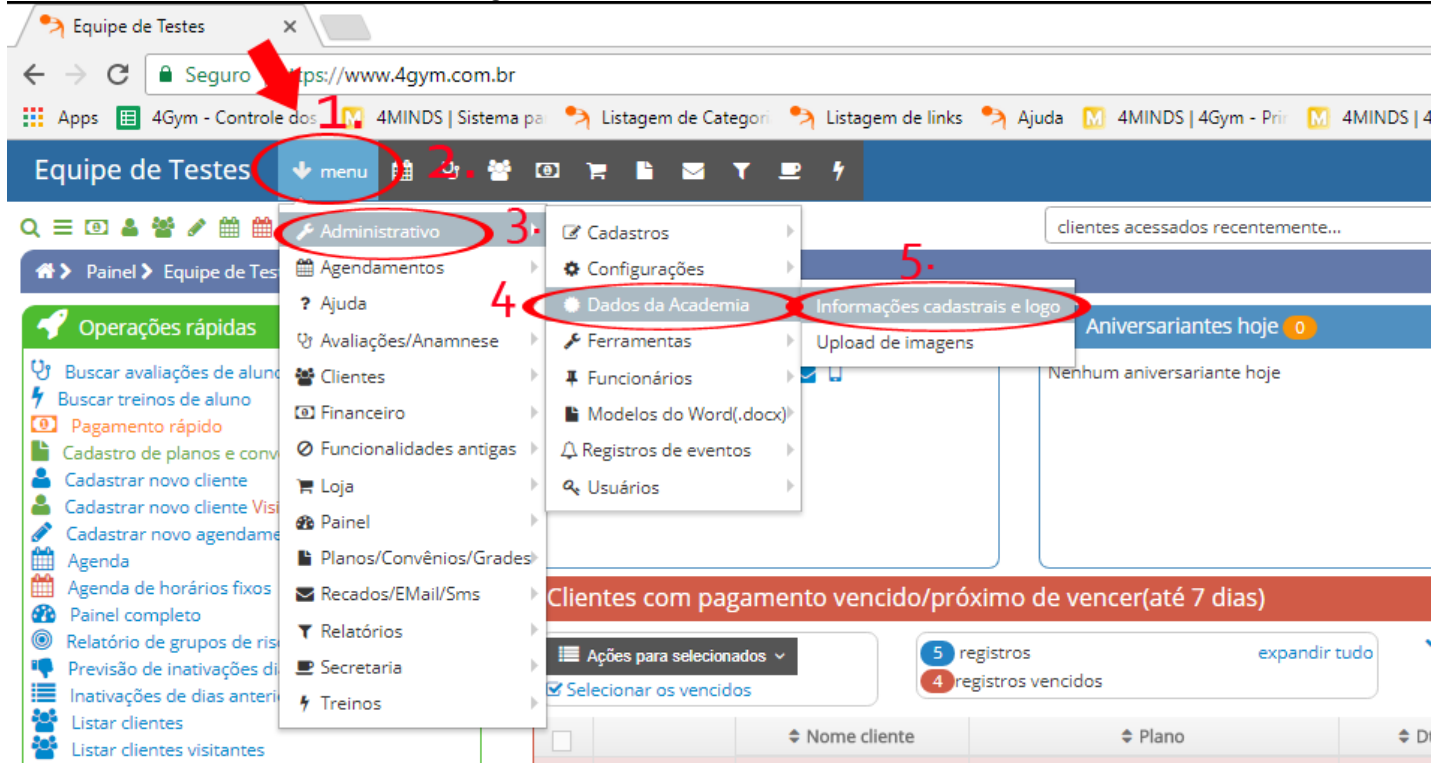 Equipe de Testes
Seguro https://www.4gym.com.br
Apps 4Gym - Controle dos 4MINDS | Sistema pa Listagem de Categori Listagem de links Ajuda 4MINDS | 4Gym - Prir 4MINDS | 4
1.
Equipe de Testes menu
2.
Administrativo
3.
Cadastros
clientes acessados recentemente...
Painel Equipe de Tes
Agendamentos
Configurações
5.
4
Ajuda
Dados da Academia
Informações cadastrais e logo
Operações rápidas
Avaliações/Anamnese
Ferramentas
Upload de imagens
Aniversariantes hoje 0
Buscar avaliações de aluno
Clientes
Funcionários
Nenhum aniversariante hoje
Buscar treinos de aluno
Pagamento rápido
Financeiro
Modelos do Word(.docx)
Cadastro de planos e conv
Funcionalidades antigas
Registros de eventos
Cadastrar novo cliente
Loja
Usuários
Cadastrar novo cliente Visi
Painel
Cadastrar novo agendame
Agenda
Planos/Convênios/Grades
Agenda de horários fixos
Recados/EMail/Sms
Clientes com pagamento vencido/próximo de vencer(até 7 dias)
Painel completo
Relatórios
Relatório de grupos de ris
Ações para selecionados
5 registros
expandir tudo
Previsão de inativações di
Secretaria
4 registros vencidos
Selecionar os vencidos
Inativações de dias anteri
Treinos
Listar clientes
Nome cliente Plano Dt
Listar clientes visitantes